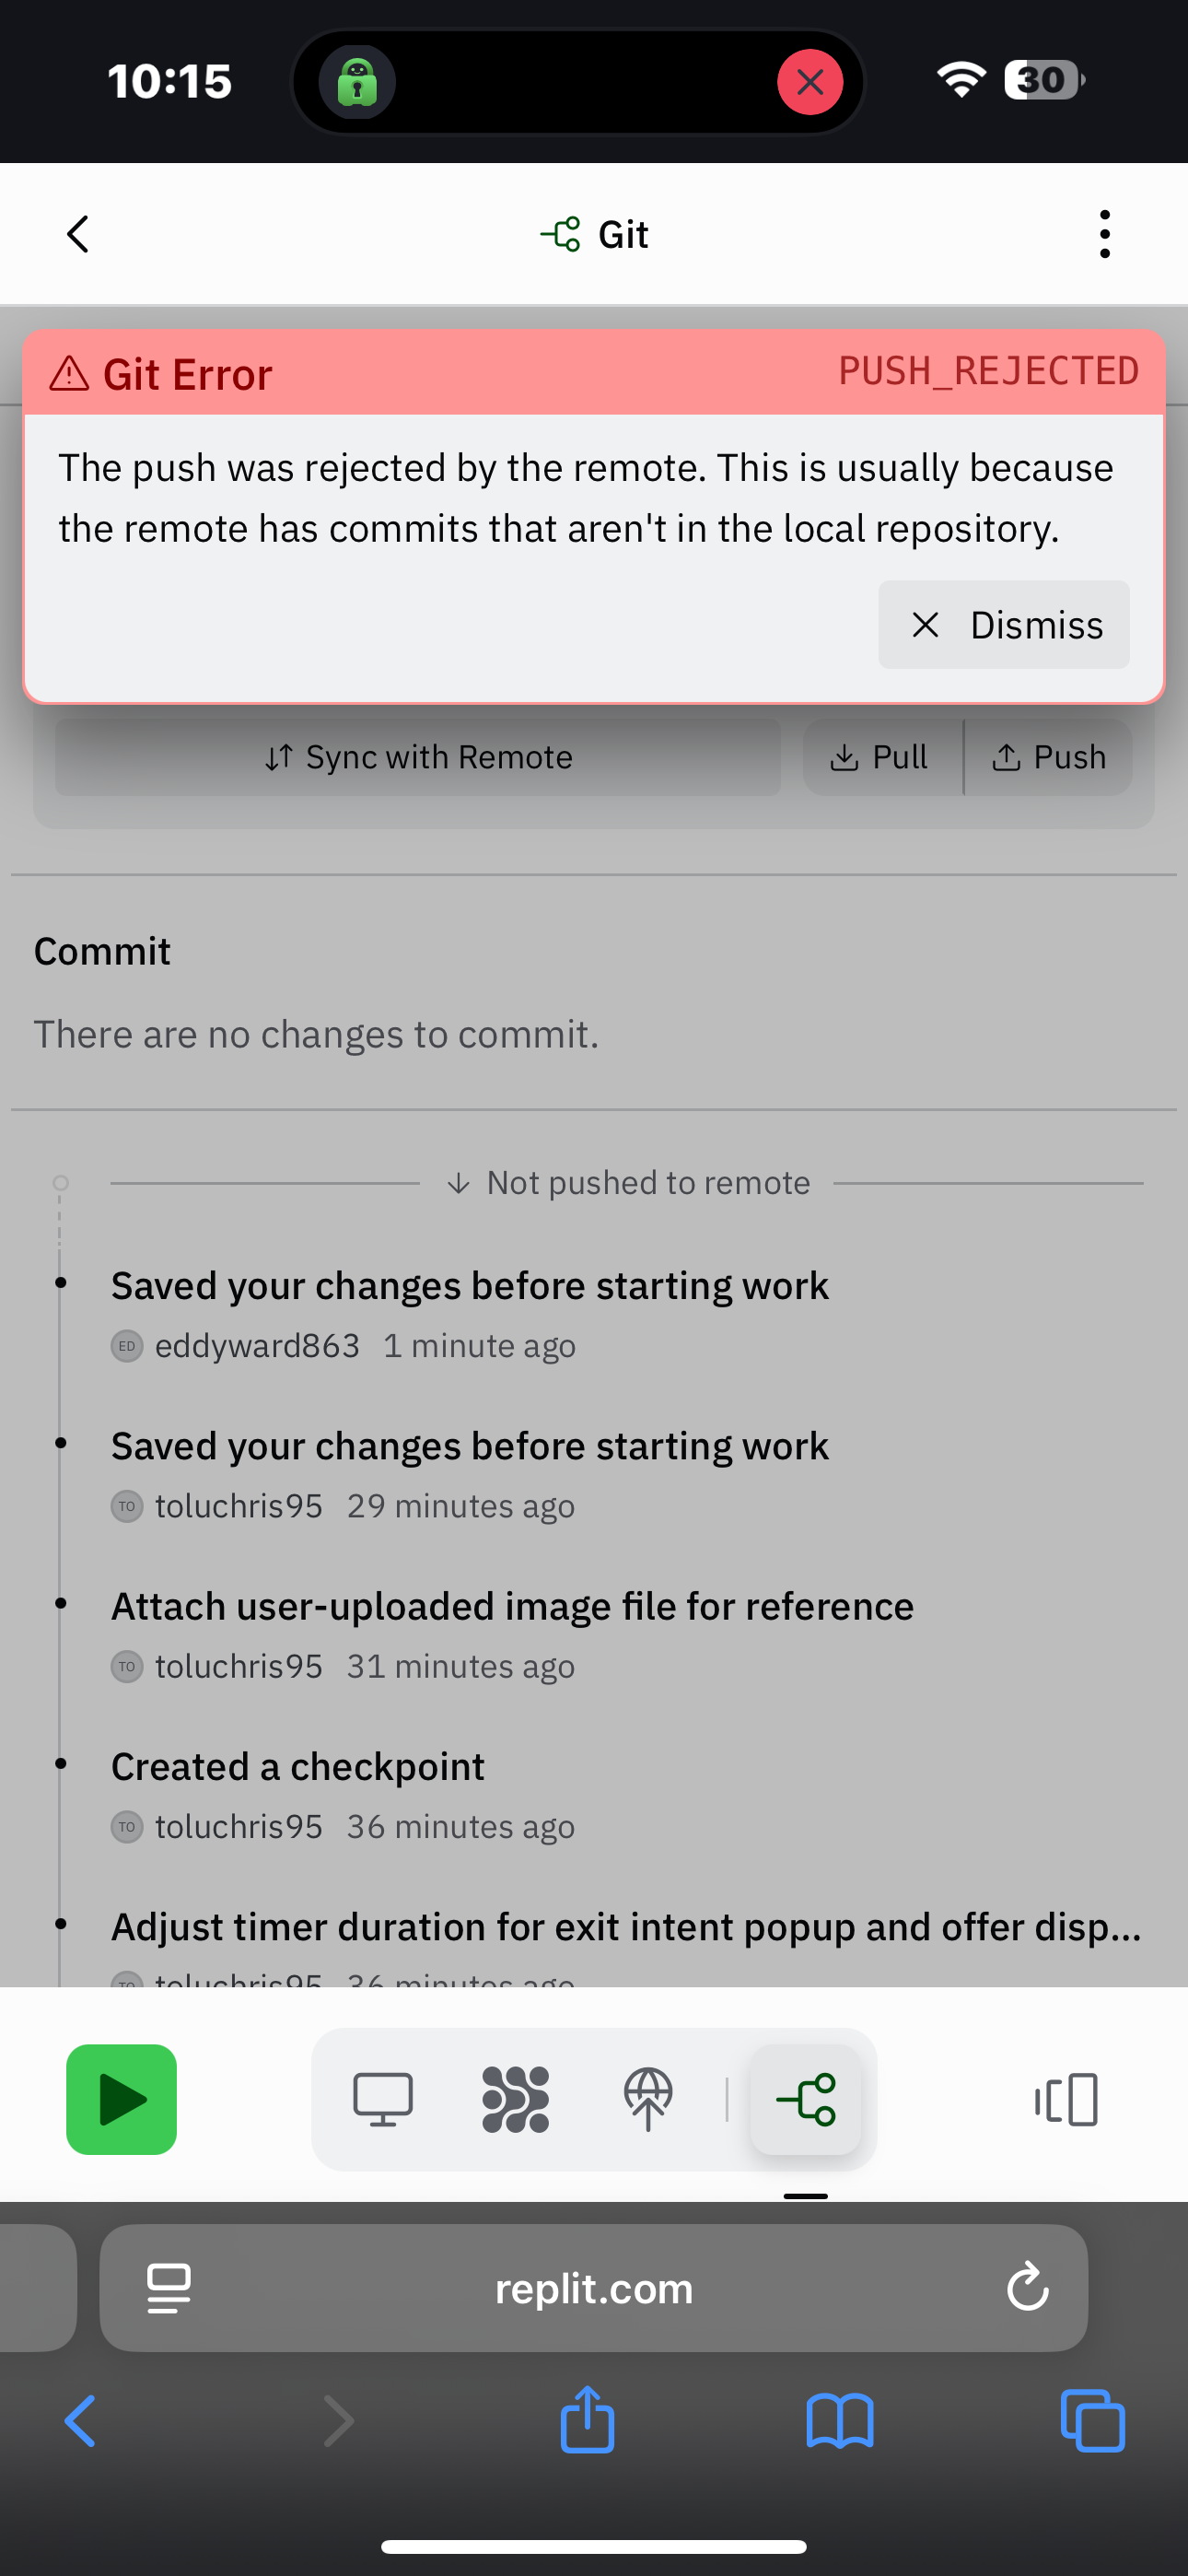 10:15
30
Git
Git Error
PUSH_REJECTED
The push was rejected by the remote. This is usually because
the remote has commits that aren't in the local repository.
Dismiss
Sync with Remote
Pull
Push
Commit
There are no changes to commit.
Not pushed to remote
Saved your changes before starting work
ED eddyward863 1 minute ago
Saved your changes before starting work
TO toluchris95 29 minutes ago
Attach user-uploaded image file for reference
TO toluchris95 31 minutes ago
Created a checkpoint
TO toluchris95 36 minutes ago
Adjust timer duration for exit intent popup and offer disp...
TO toluchris95 36 minutes ago
replit.com